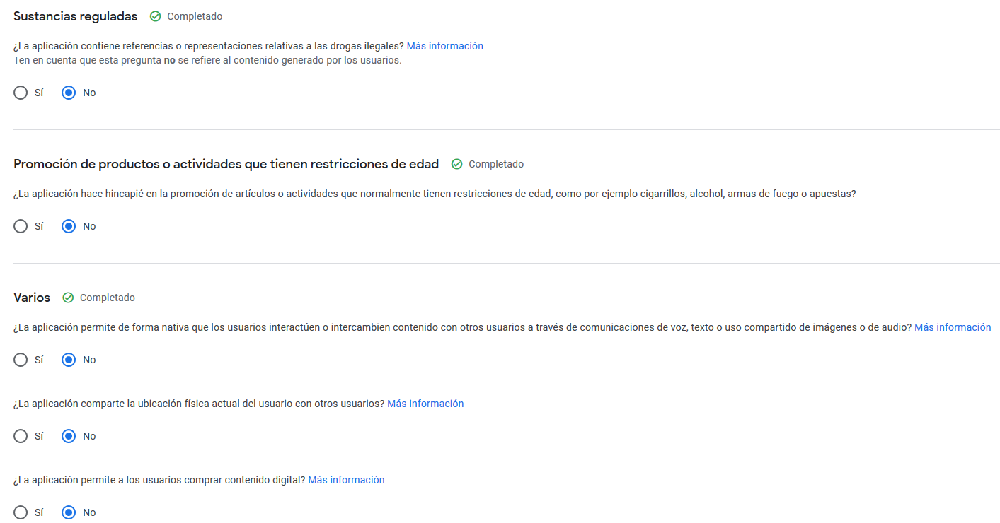 Sustancias reguladas Completado
¿La aplicación contiene referencias o representaciones relativas a las drogas ilegales? Más información
Ten en cuenta que esta pregunta no se refiere al contenido generado por los usuarios.
Sí No
Promoción de productos o actividades que tienen restricciones de edad Completado
¿La aplicación hace hincapié en la promoción de artículos o actividades que normalmente tienen restricciones de edad, como por ejemplo cigarrillos, alcohol, armas de fuego o apuestas?
Sí No
Varios Completado
¿La aplicación permite de forma nativa que los usuarios interactúen o intercambien contenido con otros usuarios a través de comunicaciones de voz, texto o uso compartido de imágenes o de audio? Más información
Sí No
¿La aplicación comparte la ubicación física actual del usuario con otros usuarios? Más información
Sí No
¿La aplicación permite a los usuarios comprar contenido digital? Más información
Sí No